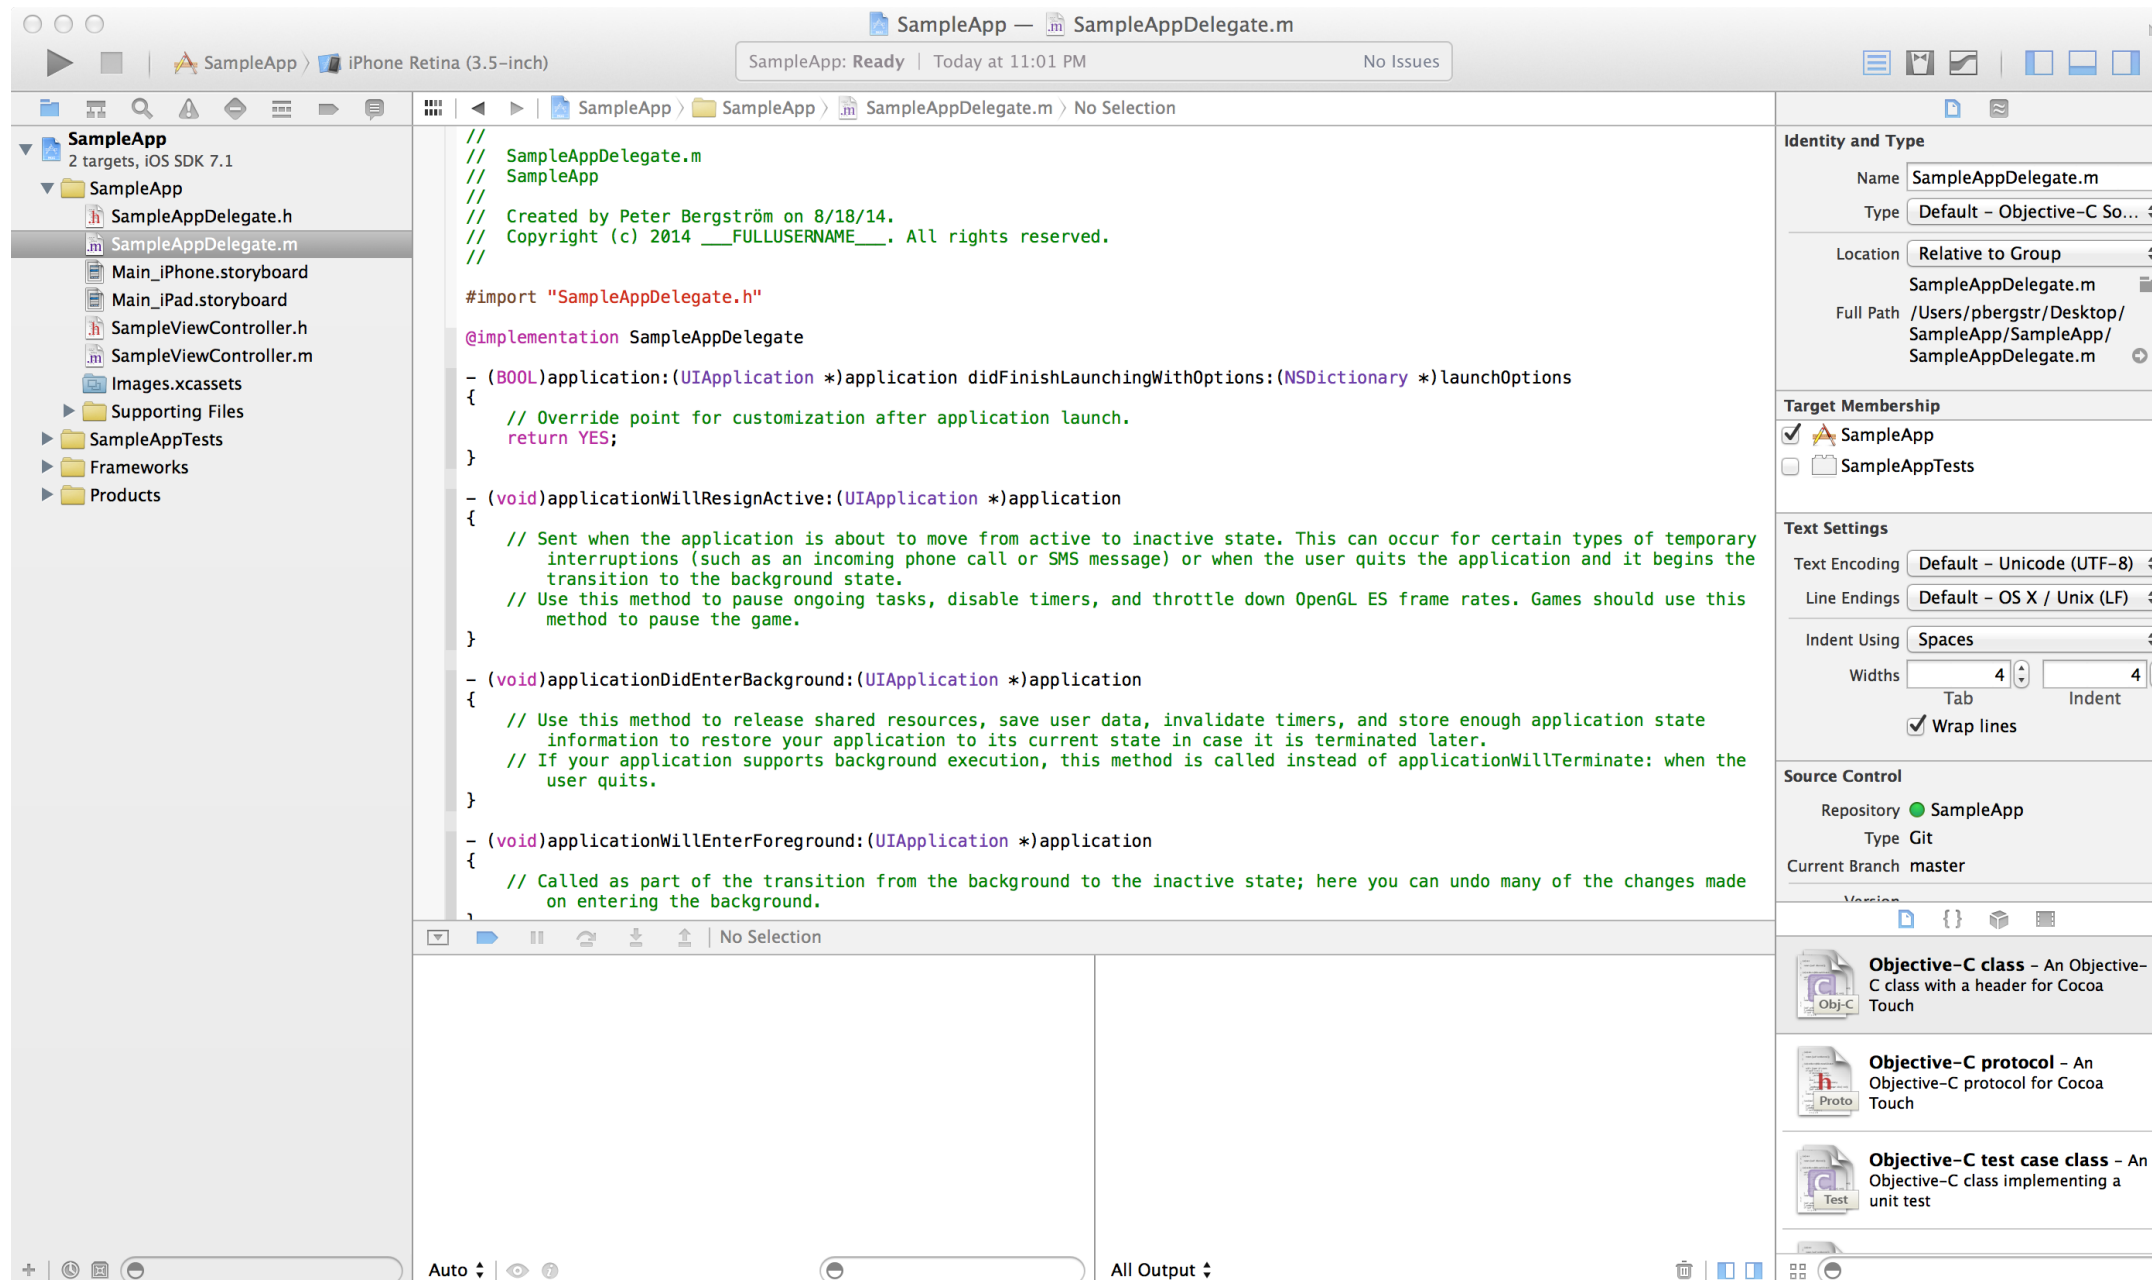 SampleApp — SampleAppDelegate.m
SampleApp iPhone Retina (3.5-inch)
SampleApp: Ready Today at 11:01 PM No Issues
SampleApp
2 targets, iOS SDK 7.1
SampleApp
SampleAppDelegate.h
SampleAppDelegate.m
Main_iPhone.storyboard
Main_iPad.storyboard
SampleViewController.h
SampleViewController.m
Images.xcassets
Supporting Files
SampleAppTests
Frameworks
Products
SampleApp SampleApp SampleAppDelegate.m No Selection
//
// SampleAppDelegate.m
// SampleApp
//
// Created by Peter Bergström on 8/18/14.
// Copyright (c) 2014 ___FULLUSERNAME___. All rights reserved.
//
#import "SampleAppDelegate.h"
@implementation SampleAppDelegate
- (BOOL)application:(UIApplication *)application didFinishLaunchingWithOptions:(NSDictionary *)launchOptions
{
// Override point for customization after application launch.
return YES;
}
- (void)applicationWillResignActive:(UIApplication *)application
{
// Sent when the application is about to move from active to inactive state. This can occur for certain types of temporary
interruptions (such as an incoming phone call or SMS message) or when the user quits the application and it begins the
transition to the background state.
// Use this method to pause ongoing tasks, disable timers, and throttle down OpenGL ES frame rates. Games should use this
method to pause the game.
}
- (void)applicationDidEnterBackground:(UIApplication *)application
{
// Use this method to release shared resources, save user data, invalidate timers, and store enough application state
information to restore your application to its current state in case it is terminated later.
// If your application supports background execution, this method is called instead of applicationWillTerminate: when the
user quits.
}
- (void)applicationWillEnterForeground:(UIApplication *)application
{
// Called as part of the transition from the background to the inactive state; here you can undo many of the changes made
on entering the background.
}
No Selection
Auto
All Output
Identity and Type
Name SampleAppDelegate.m
Type Default - Objective-C So...
Location Relative to Group
SampleAppDelegate.m
Full Path /Users/pbergstr/Desktop/
SampleApp/SampleApp/
SampleAppDelegate.m
Target Membership
SampleApp
SampleAppTests
Text Settings
Text Encoding Default - Unicode (UTF-8)
Line Endings Default - OS X / Unix (LF)
Indent Using Spaces
Widths 4 4
Tab Indent
Wrap lines
Source Control
Repository SampleApp
Type Git
Current Branch master
Version
{}
Objective-C class - An Objective-
C class with a header for Cocoa
Touch
Obj-C
Objective-C protocol - An
Objective-C protocol for Cocoa
Touch
h
Proto
Objective-C test case class - An
Objective-C class implementing a
unit test
Test